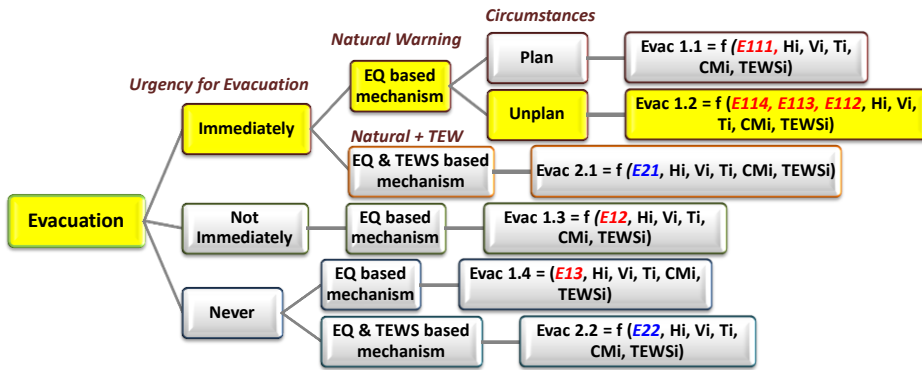 Circumstances
Natural Warning
Urgency for Evacuation
Plan
Evac 1.1 = f (E111, Hi, Vi, Ti,
CMi, TEWSi)
EQ based
mechanism
Unplan
Evac 1.2 = f (E114, E113, E112, Hi, Vi,
Ti, CMi, TEWSi)
Immediately
Natural + TEW
EQ & TEWS based
mechanism
Evac 2.1 = f (E21, Hi, Vi, Ti, CMi, TEWSi)
Evacuation
Not
Immediately
EQ based
mechanism
Evac 1.3 = f (E12, Hi, Vi, Ti,
CMi, TEWSi)
Never
EQ based
mechanism
Evac 1.4 = (E13, Hi, Vi, Ti, CMi,
TEWSi)
EQ & TEWS based
mechanism
Evac 2.2 = f (E22, Hi, Vi, Ti,
CMi, TEWSi)